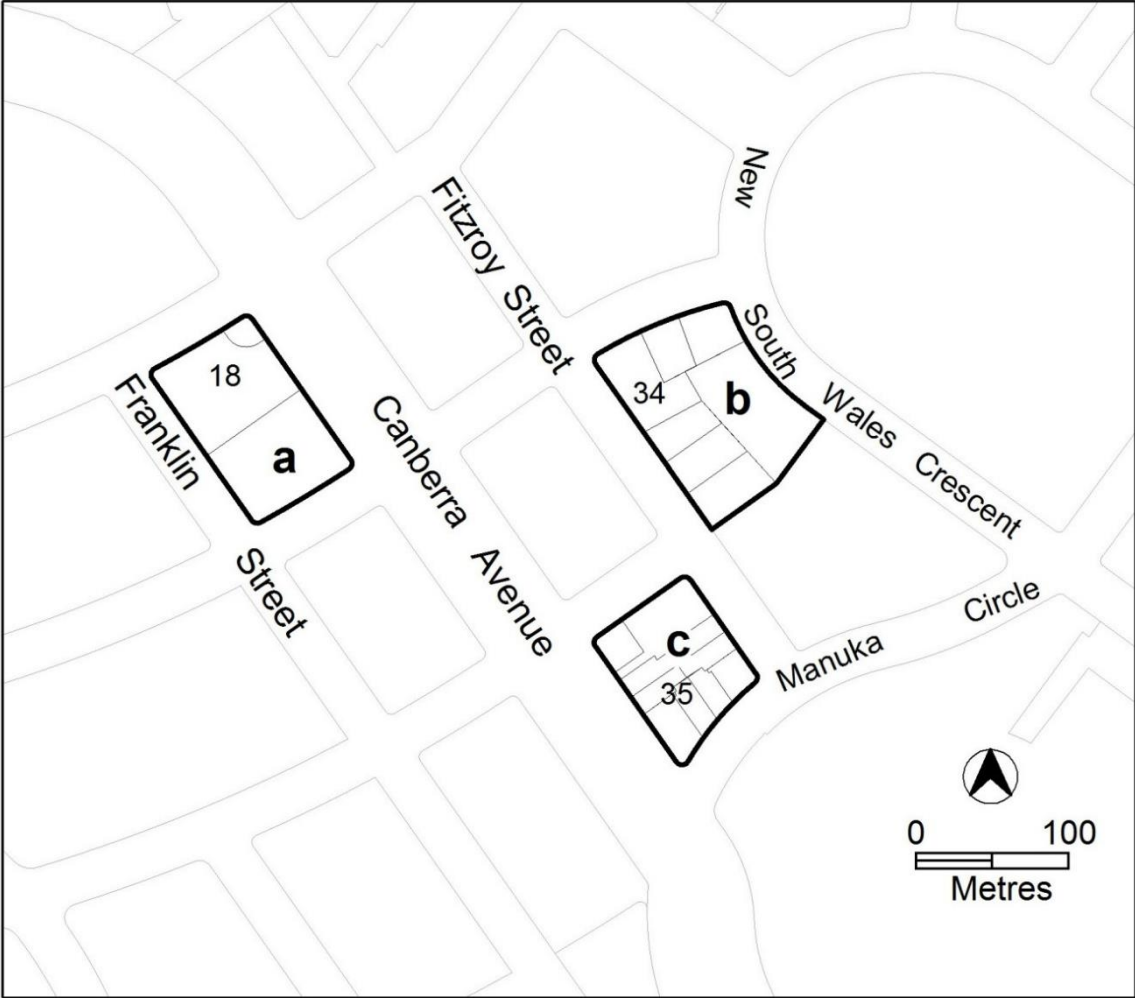 New
Fitzroy Street
South
18
34
b
Wales
Franklin
Canberra
a
Crescent
Street
Avenue
Circle
c
Manuka
35
0 100
Metres